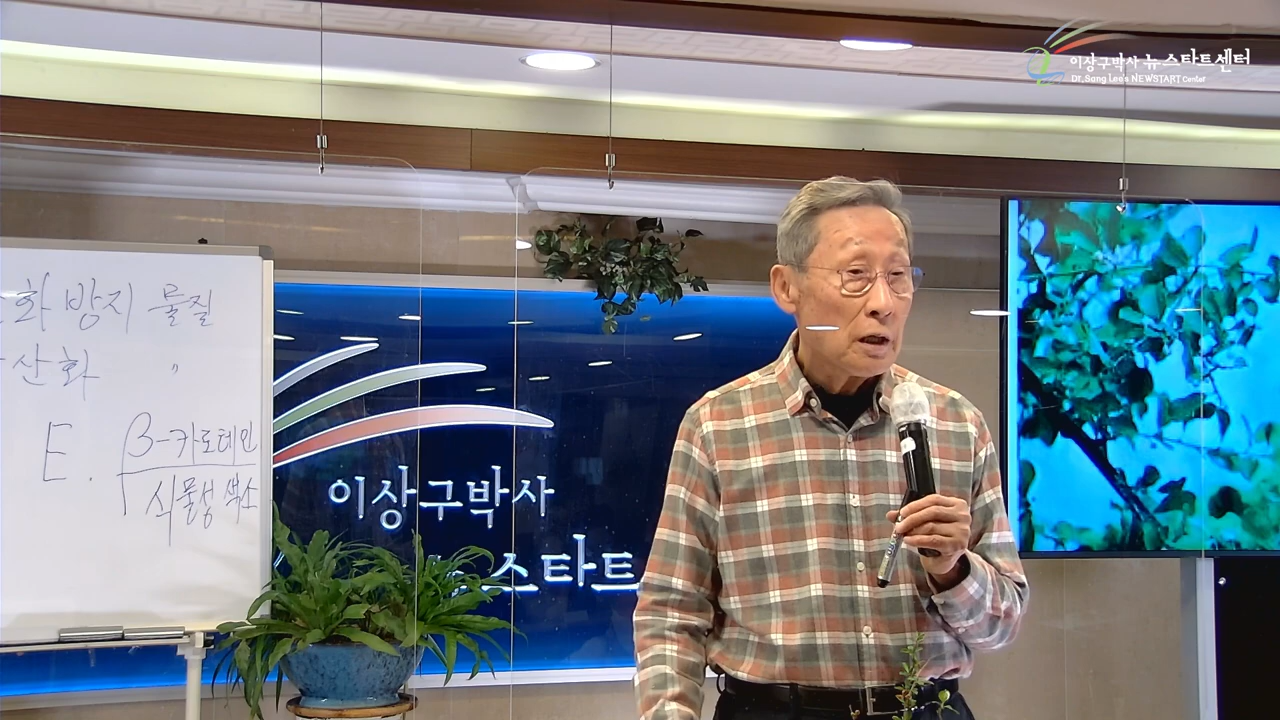 이상구박사 뉴스타트센터
Dr. Sang Lee's NEWSTART Center
화 방지 물질
산화 〃
E. β-카로테인
식물성 색소
이상구박사
스타트